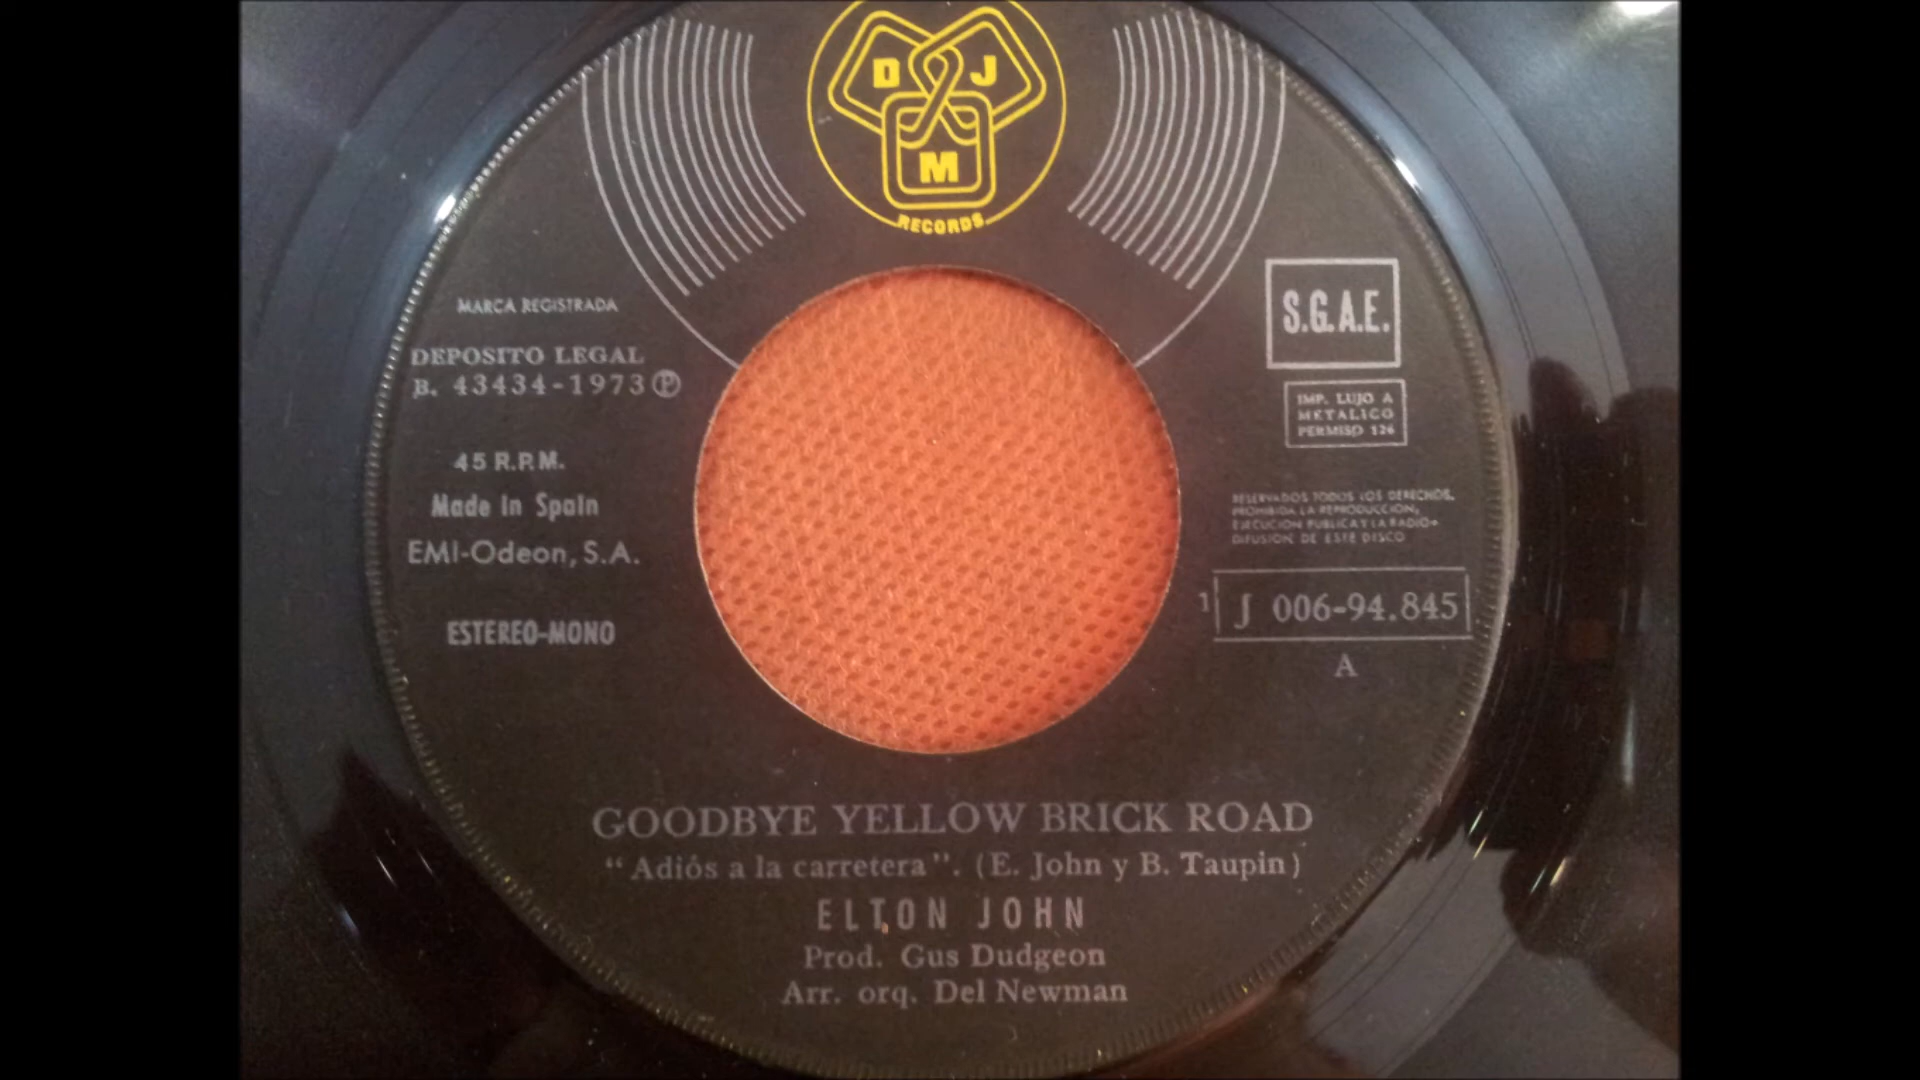 D J
M
RECORDS
MARCA REGISTRADA
DEPOSITO LEGAL
B. 43434-1973 Ⓟ
45 R.P.M.
Made in Spain
EMI-Odeon, S.A.
ESTEREO-MONO
S.G.A.E.
IMP. LUJO A
METALICO
PERMISO 126
RESERVADOS TODOS LOS DERECHOS.
PROHIBIDA LA REPRODUCCION,
EJECUCION PUBLICA Y LA RADIO-
DIFUSION DE ESTE DISCO
1 J 006-94.845
A
GOODBYE YELLOW BRICK ROAD
"Adiós a la carretera". (E. John y B. Taupin)
ELTON JOHN
Prod. Gus Dudgeon
Arr. orq. Del Newman